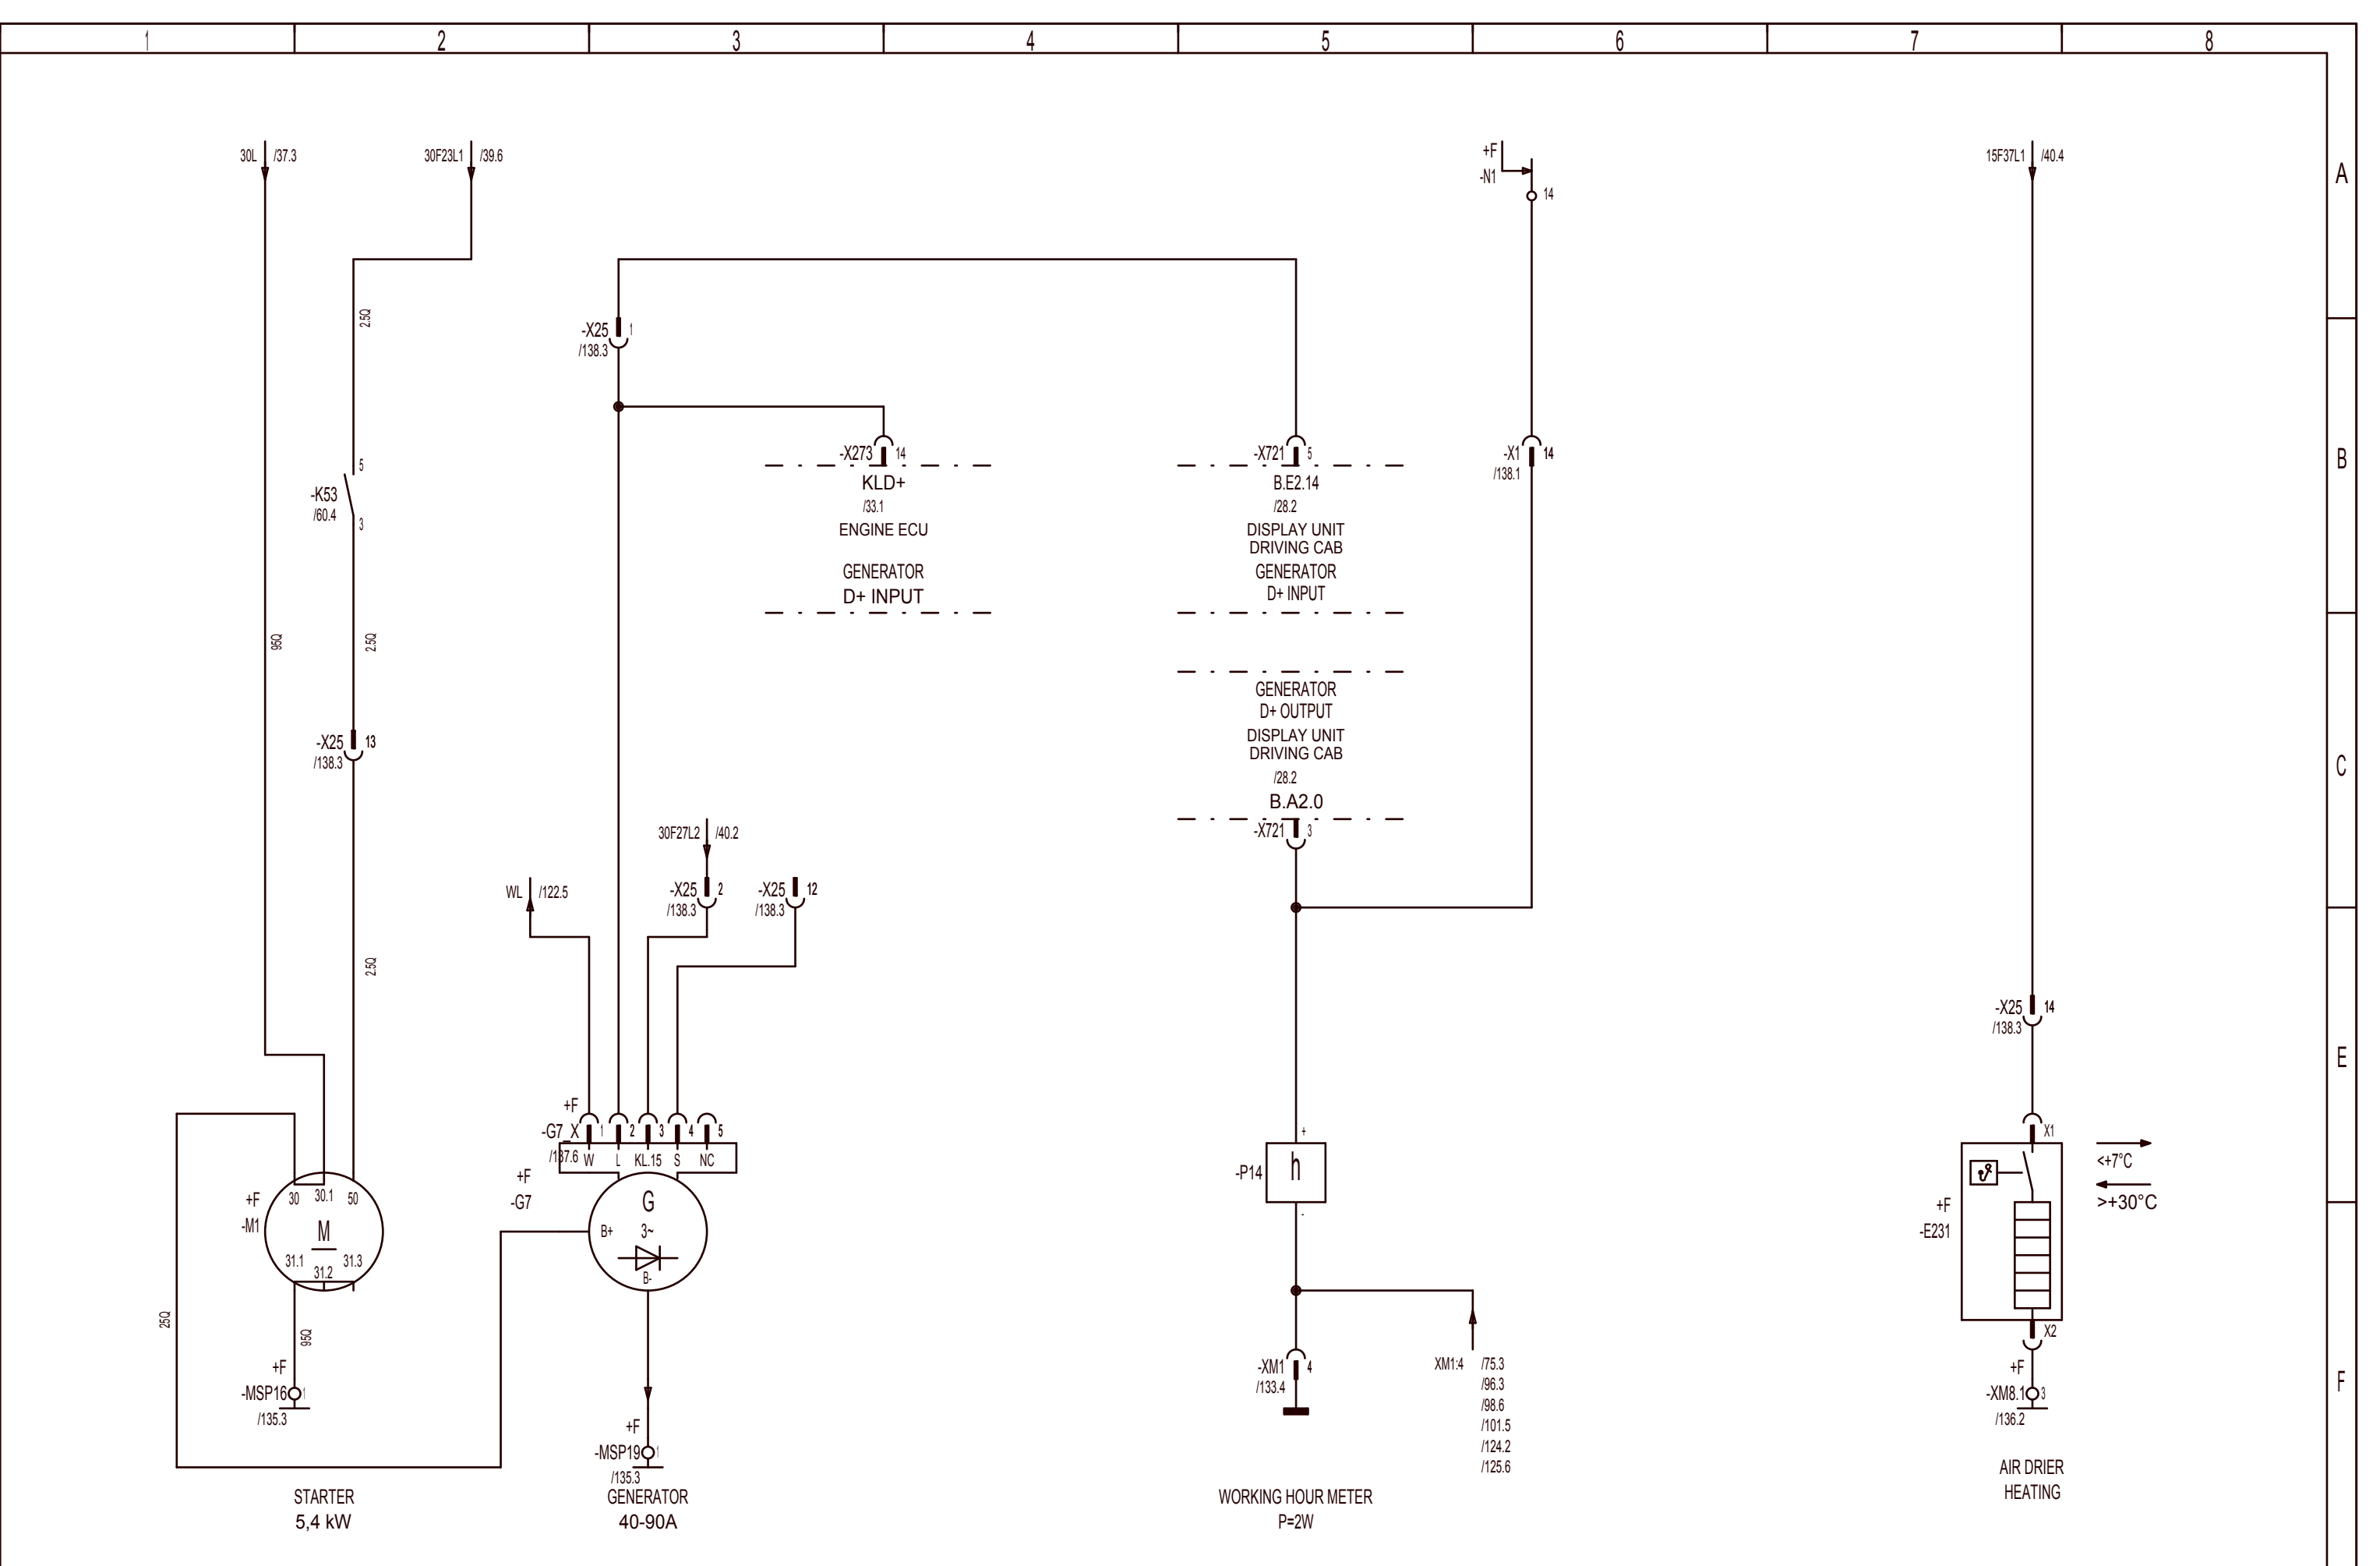 1 2 3 4 5 6 7 8
A
B
C
E
F
30L /37.3
30F23L1 /39.6
+F
-N1
14
15F37L1 /40.4
2.5Q
-X25 1
/138.3
-X273 14
KLD+
/33.1
ENGINE ECU
GENERATOR
D+ INPUT
-X721 5
B.E2.14
/28.2
DISPLAY UNIT
DRIVING CAB
GENERATOR
D+ INPUT
-X1 14
/138.1
5
-K53
/60.4
3
95Q
2.5Q
GENERATOR
D+ OUTPUT
DISPLAY UNIT
DRIVING CAB
/28.2
B.A2.0
-X721 3
-X25 13
/138.3
30F27L2 /40.2
WL /122.5
-X25 2
/138.3
-X25 12
/138.3
2.5Q
-X25 14
/138.3
+F
-G7_X 1 2 3 4 5
/137.6 W L KL.15 S NC
+F
-G7
G
3~
B+
B-
+F
-M1
30 30.1 50
M
31.1 31.2 31.3
25Q
95Q
+F
-MSP16 1
/135.3
+F
-MSP19 1
/135.3
+
-P14 h
-
-XM1 4
/133.4
XM1:4 /75.3
/96.3
/98.6
/101.5
/124.2
/125.6
X1
<+7°C
>+30°C
+F
-E231
X2
+F
-XM8.1 3
/136.2
STARTER
5,4 kW
GENERATOR
40-90A
WORKING HOUR METER
P=2W
AIR DRIER
HEATING